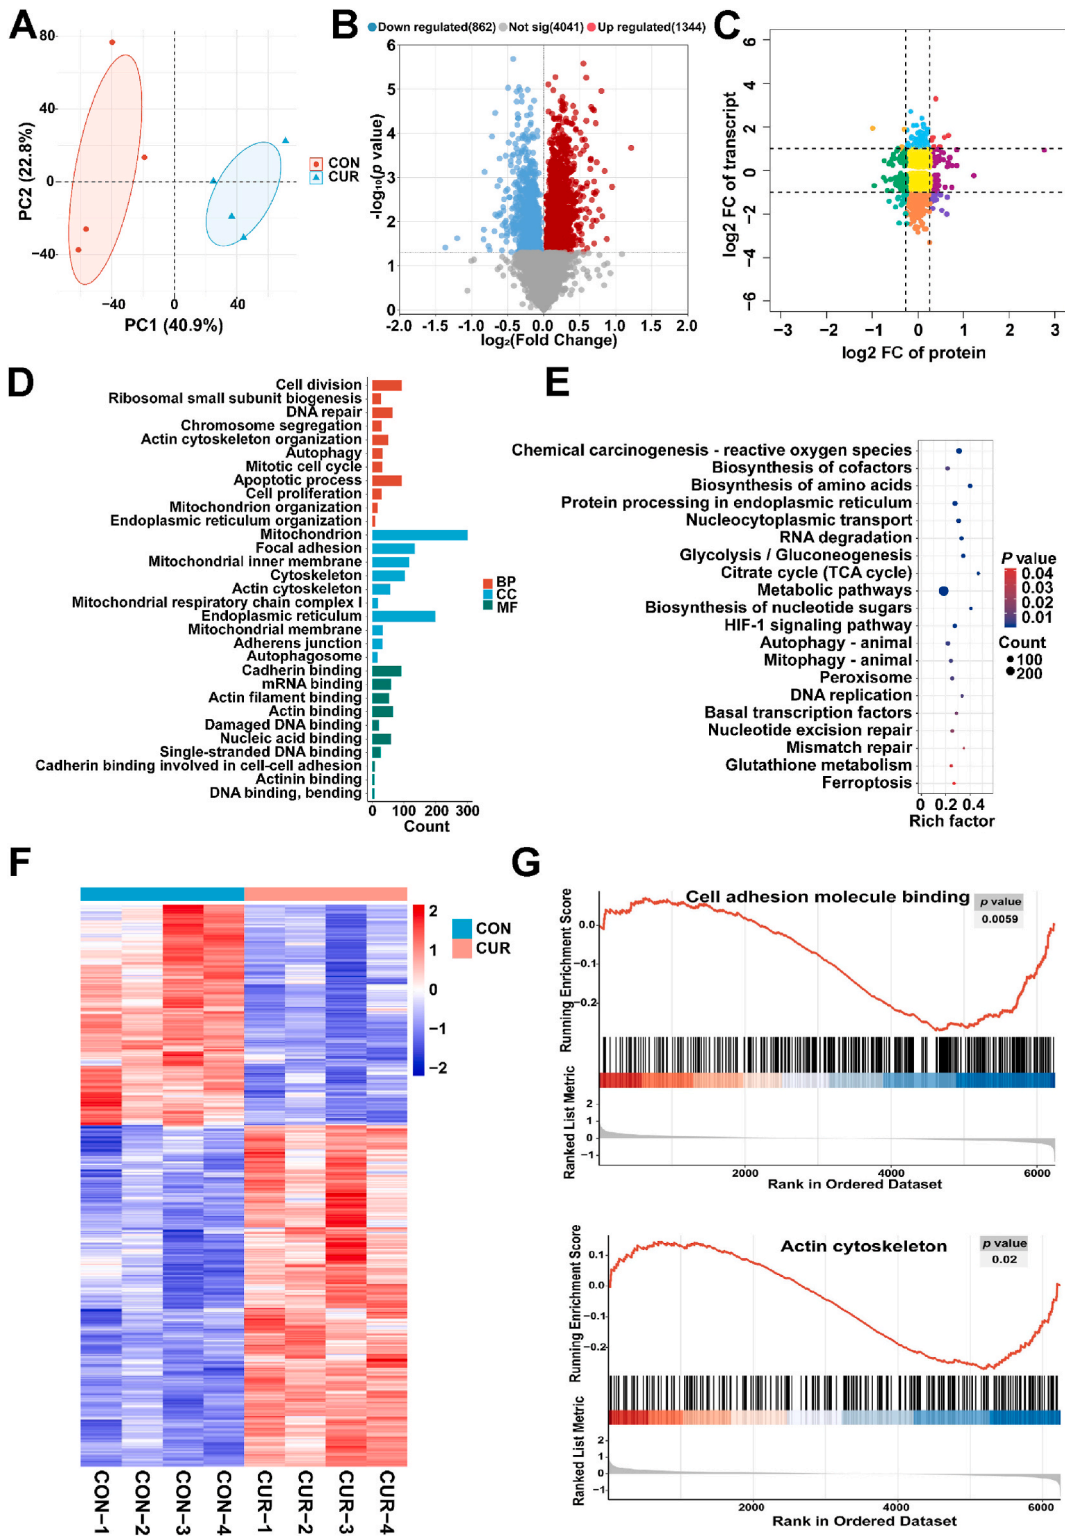 A
80
40
0
−40
−40
0
40
PC2 (22.8%)
PC1 (40.9%)
CON
CUR
B
Down regulated(862)
Not sig(4041)
Up regulated(1344)
6
5
4
3
2
1
0
-log₁₀(p value)
-2.0 -1.5 -1.0 -0.5 0.0 0.5 1.0 1.5 2.0
log₂(Fold Change)
C
6
4
2
0
−2
−4
−6
log2 FC of transcript
−3 −2 −1 0 1 2 3
log2 FC of protein
D
Cell division
Ribosomal small subunit biogenesis
DNA repair
Chromosome segregation
Actin cytoskeleton organization
Autophagy
Mitotic cell cycle
Apoptotic process
Cell proliferation
Mitochondrion organization
Endoplasmic reticulum organization
Mitochondrion
Focal adhesion
Mitochondrial inner membrane
Cytoskeleton
Actin cytoskeleton
Mitochondrial respiratory chain complex I
Endoplasmic reticulum
Mitochondrial membrane
Adherens junction
Autophagosome
Cadherin binding
mRNA binding
Actin filament binding
Actin binding
Damaged DNA binding
Nucleic acid binding
Single-stranded DNA binding
Cadherin binding involved in cell-cell adhesion
Actinin binding
DNA binding, bending
0 100 200 300
Count
BP
CC
MF
E
Chemical carcinogenesis - reactive oxygen species
Biosynthesis of cofactors
Biosynthesis of amino acids
Protein processing in endoplasmic reticulum
Nucleocytoplasmic transport
RNA degradation
Glycolysis / Gluconeogenesis
Citrate cycle (TCA cycle)
Metabolic pathways
Biosynthesis of nucleotide sugars
HIF-1 signaling pathway
Autophagy - animal
Mitophagy - animal
Peroxisome
DNA replication
Basal transcription factors
Nucleotide excision repair
Mismatch repair
Glutathione metabolism
Ferroptosis
0 0.2 0.4
Rich factor
P value
0.04
0.03
0.02
0.01
Count
100
200
F
2
1
0
−1
−2
CON
CUR
CON−1
CON−2
CON−3
CON−4
CUR−1
CUR−2
CUR−3
CUR−4
G
Cell adhesion molecule binding
p value
0.0059
0.0
−0.1
−0.2
Running Enrichment Score
2
1
0
−1
Ranked List Metric
2000 4000 6000
Rank in Ordered Dataset
Actin cytoskeleton
p value
0.02
0.1
0.0
−0.1
−0.2
Running Enrichment Score
2
1
0
−1
Ranked List Metric
2000 4000 6000
Rank in Ordered Dataset